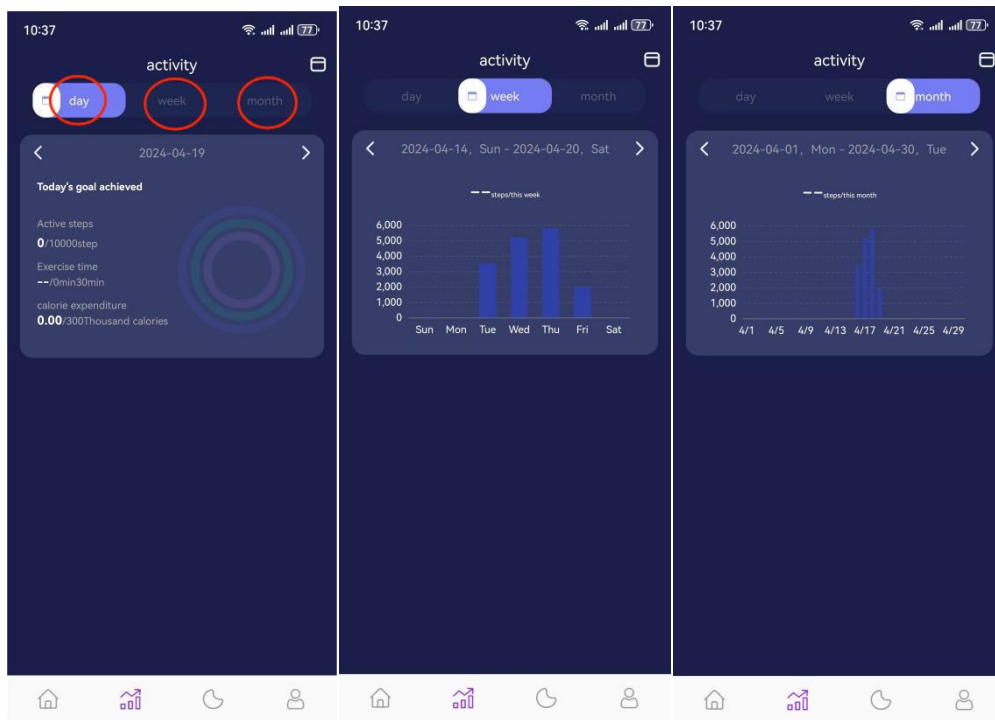 10:37
77
activity
day
week
month
2024-04-19
Today's goal achieved
Active steps
0/10000step
Exercise time
--/0min30min
calorie expenditure
0.00/300Thousand calories
10:37
77
activity
day
week
month
2024-04-14, Sun - 2024-04-20, Sat
--steps/this week
6,000
5,000
4,000
3,000
2,000
1,000
0
Sun Mon Tue Wed Thu Fri Sat
10:37
77
activity
day
week
month
2024-04-01, Mon - 2024-04-30, Tue
--steps/this month
6,000
5,000
4,000
3,000
2,000
1,000
0
4/1 4/5 4/9 4/13 4/17 4/21 4/25 4/29